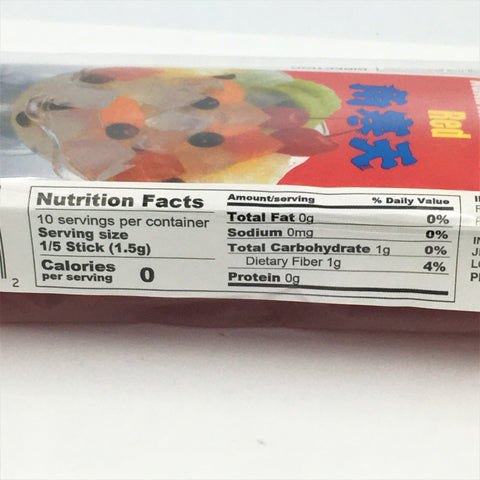 Red
新寒天
Nutrition Facts
10 servings per container
Serving size
1/5 Stick (1.5g)
Calories
per serving 0
Amount/serving % Daily Value
Total Fat 0g 0%
Sodium 0mg 0%
Total Carbohydrate 1g 0%
Dietary Fiber 1g 4%
Protein 0g
2